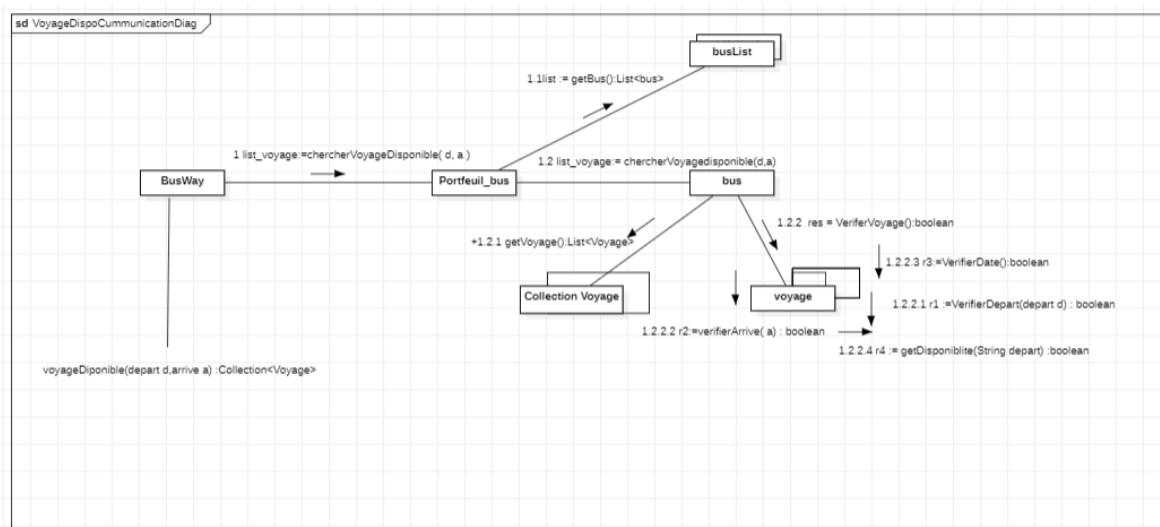 sd VoyageDispoCummunicationDiag
busList
1.1list := getBus():List<bus>
1 list_voyage:=chercherVoyageDisponible( d, a )
1.2 list_voyage:= chercherVoyagedisponible(d,a)
BusWay
Portfeuil_bus
bus
1.2.2 res = VeriferVoyage():boolean
+1.2.1 getVoyage():List<Voyage>
1.2.2.3 r3:=VerifierDate():boolean
Collection Voyage
voyage
1.2.2.1 r1 :=VerifierDepart(depart d) : boolean
1.2.2.2 r2:=verifierArrive( a) : boolean
1.2.2.4 r4 := getDisponiblite(String depart) :boolean
voyageDiponible(depart d,arrive a) :Collection<Voyage>